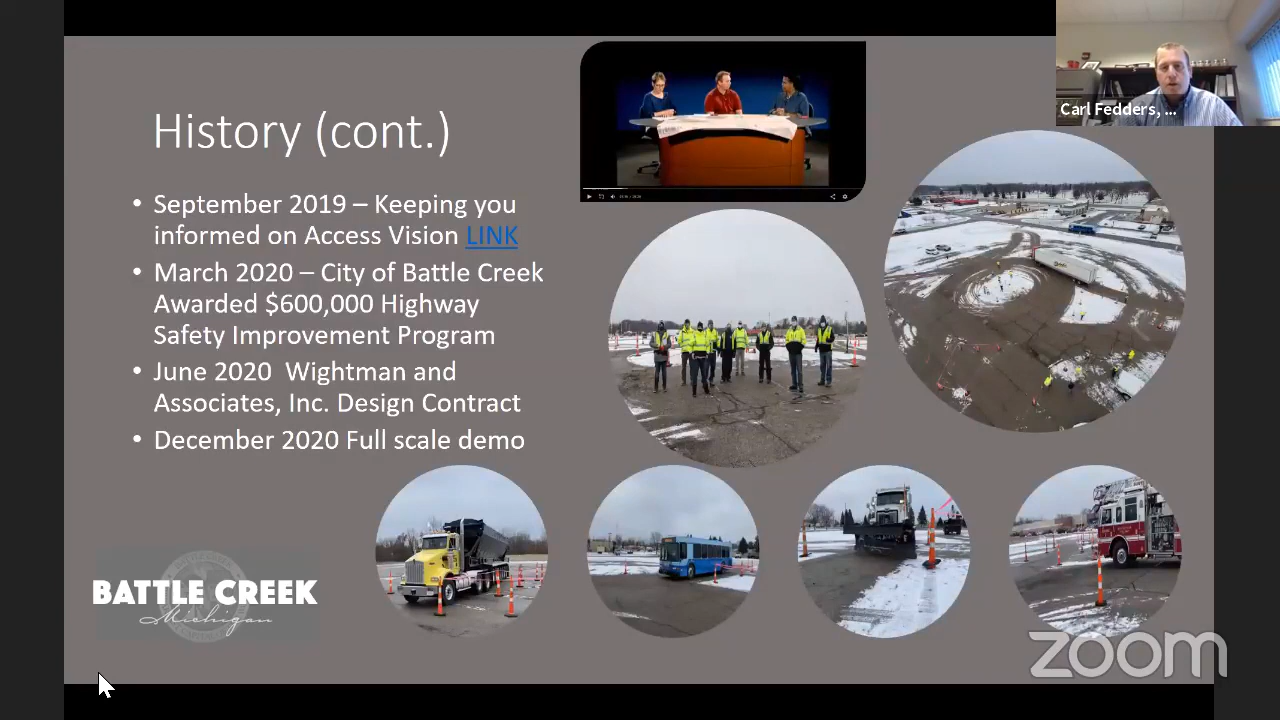 Carl Fedders, ...
History (cont.)
• September 2019 – Keeping you
informed on Access Vision LINK
• March 2020 – City of Battle Creek
Awarded $600,000 Highway
Safety Improvement Program
• June 2020  Wightman and
Associates, Inc. Design Contract
• December 2020 Full scale demo
BATTLE CREEK
Michigan
zoom